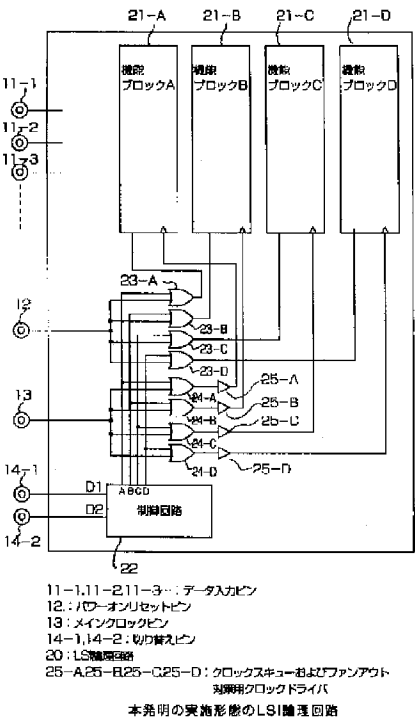 21-A 21-B 21-C 21-D
機能
ブロックA
機能
ブロックB
機能
ブロックC
機能
ブロックD
11-1
11-2
11-3
23-A
12
23-B
23-C
23-D
25-A
24-A
13
25-B
24-B
25-C
24-C
25-D
24-D
14-1
D1
A B C D
D2
制御回路
14-2
22
11-1,11-2,11-3…:データ入力ピン
12.:パワーオンリセットピン
13:メインクロックピン
14-1,14-2:切り替えピン
20:LSI論理回路
25-A,25-B,25-C,25-D:クロックスキューおよびファンアウト
対策用クロックドライバ
本発明の実施形態のLSI論理回路